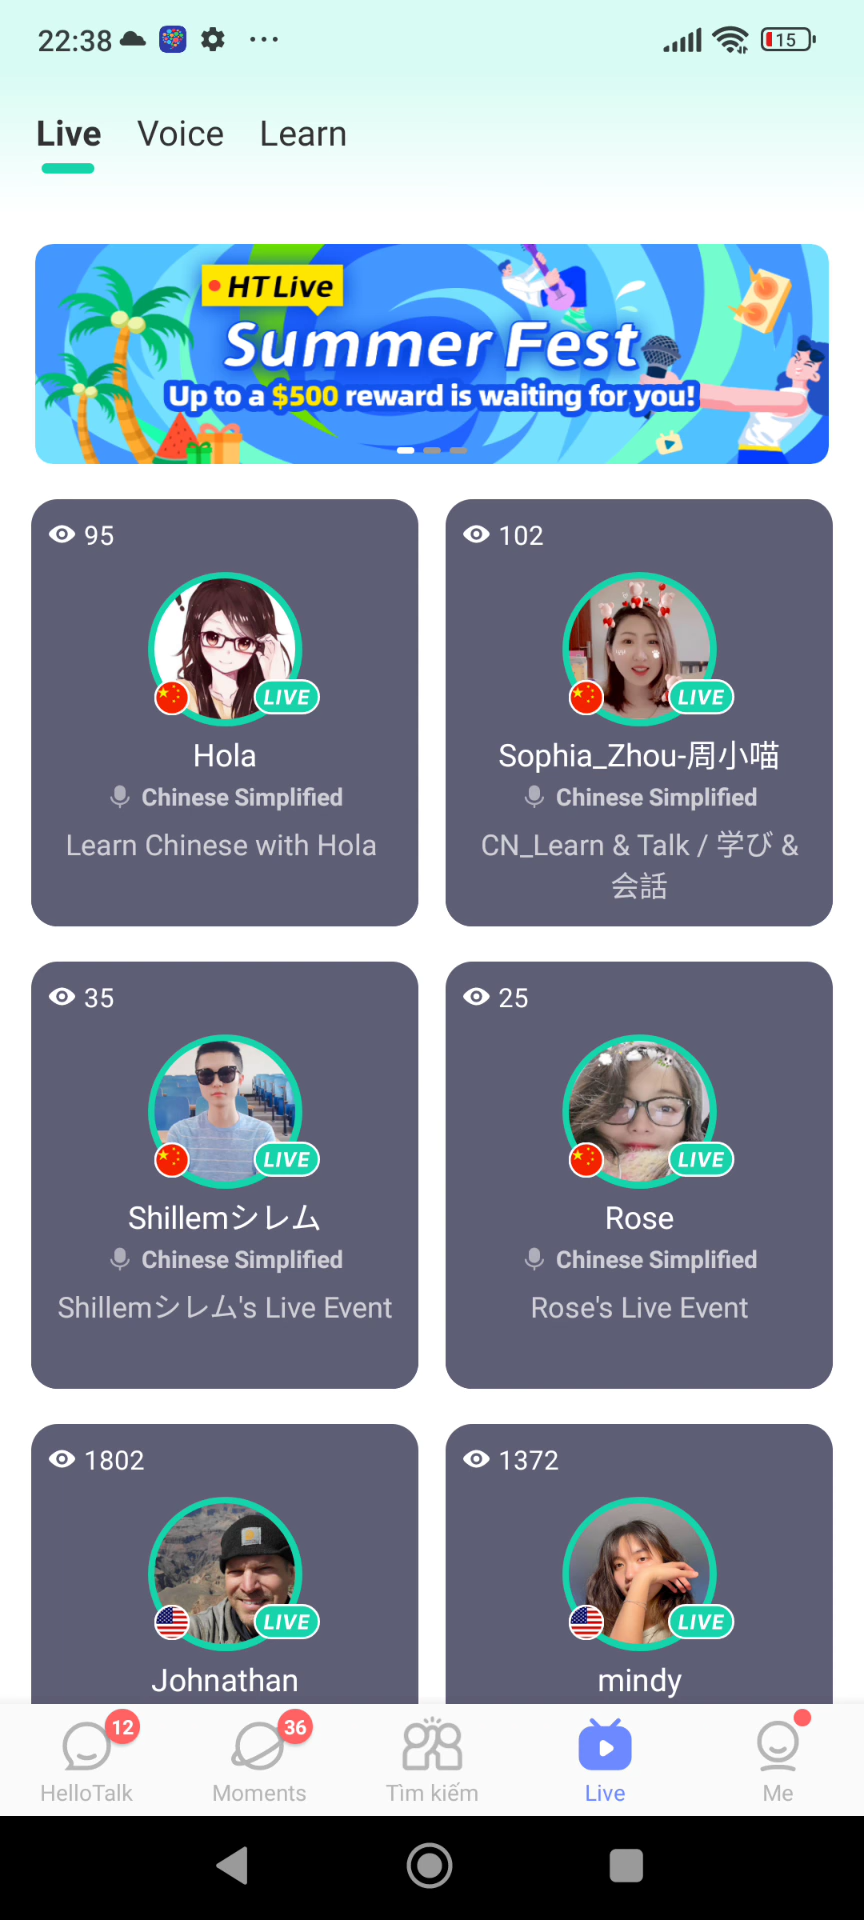 22:38
15
Live Voice Learn
HT Live
Summer Fest
Up to a $500 reward is waiting for you!
95
LIVE
Hola
Chinese Simplified
Learn Chinese with Hola
102
LIVE
Sophia_Zhou-周小喵
Chinese Simplified
CN_Learn & Talk / 学び &
会話
35
LIVE
Shillemシレム
Chinese Simplified
Shillemシレム's Live Event
25
LIVE
Rose
Chinese Simplified
Rose's Live Event
1802
LIVE
Johnathan
1372
LIVE
mindy
12
HelloTalk
36
Moments
Tìm kiếm
Live
Me